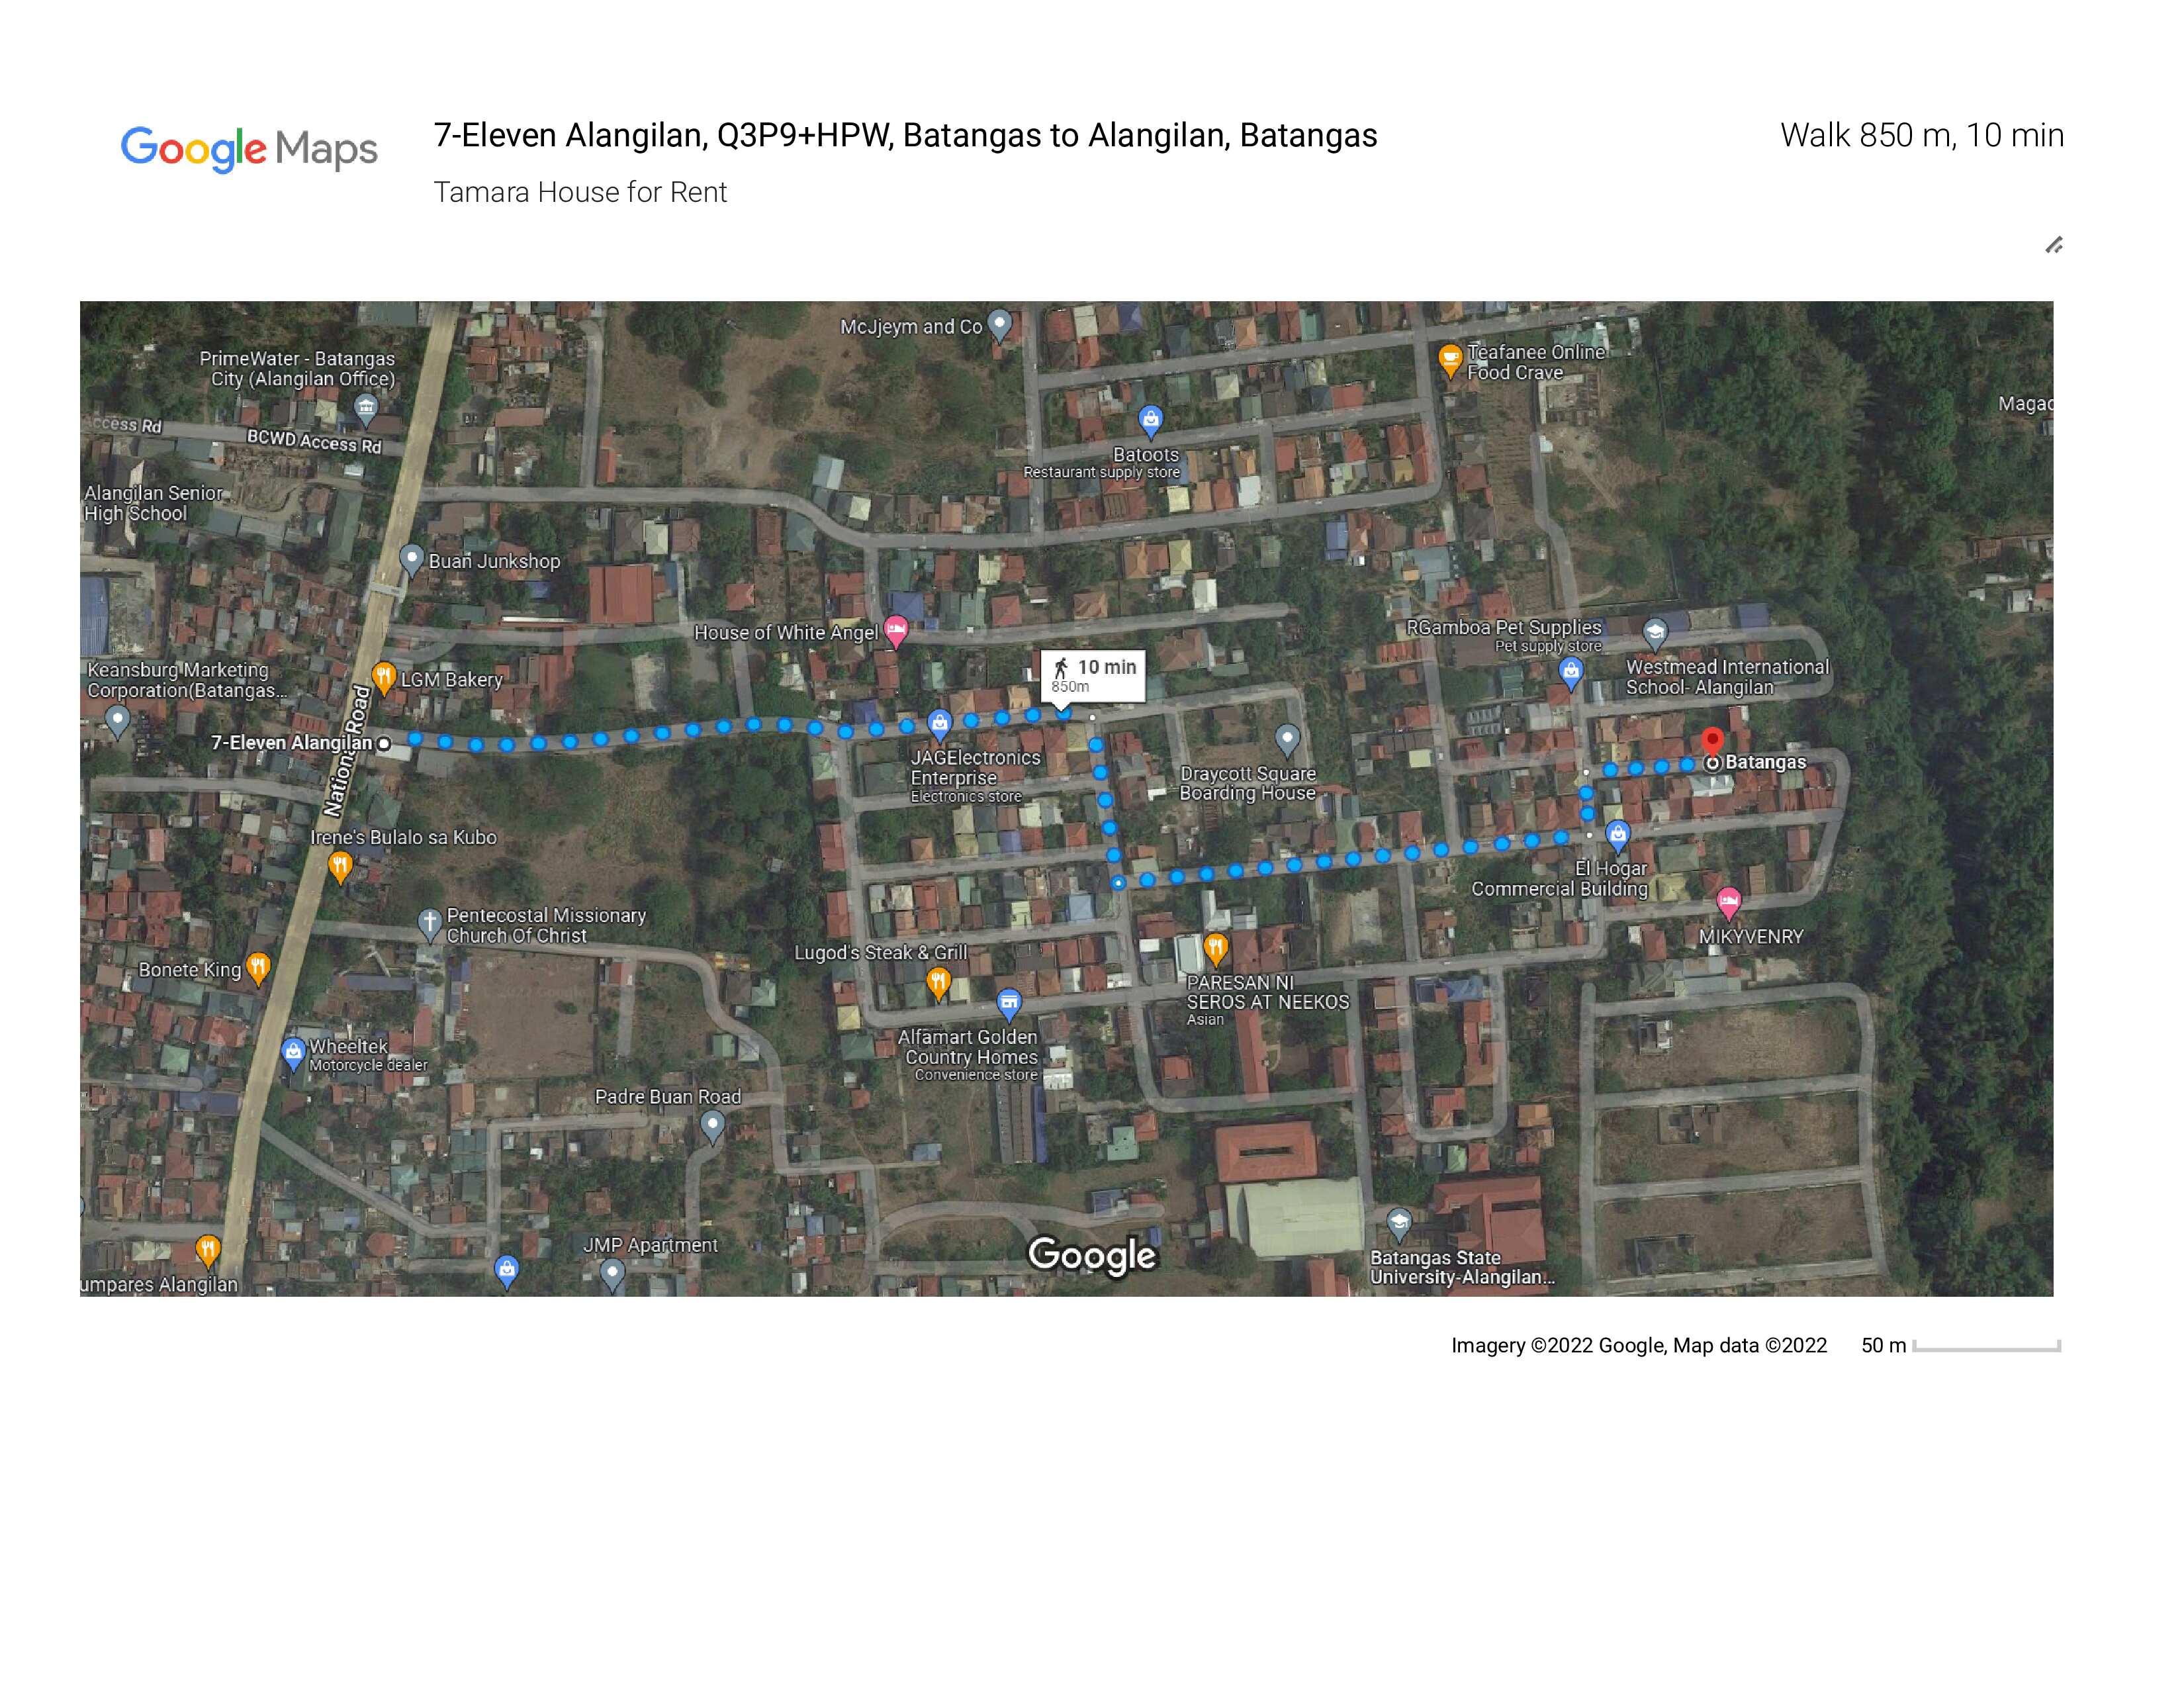 Google Maps
7-Eleven Alangilan, Q3P9+HPW, Batangas to Alangilan, Batangas
Walk 850 m, 10 min
Tamara House for Rent
McJjeym and Co
PrimeWater - Batangas
City (Alangilan Office)
Teafanee Online
Food Crave
Magad
Access Rd
BCWD Access Rd
Batoots
Restaurant supply store
Alangilan Senior
High School
Buan Junkshop
House of White Angel
RGamboa Pet Supplies
Pet supply store
Keansburg Marketing
Corporation(Batangas...
LGM Bakery
10 min
850m
Westmead International
School- Alangilan
National Road
7-Eleven Alangilan
JAGElectronics
Enterprise
Electronics store
Draycott Square
Boarding House
Batangas
Irene's Bulalo sa Kubo
El Hogar
Commercial Building
Pentecostal Missionary
Church Of Christ
MIKYVENRY
Lugod's Steak & Grill
Bonete King
PARESAN NI
SEROS AT NEEKOS
Asian
Alfamart Golden
Country Homes
Convenience store
Wheeltek
Motorcycle dealer
Padre Buan Road
JMP Apartment
Google
Batangas State
University-Alangilan...
umpares Alangilan
Imagery ©2022 Google, Map data ©2022
50 m